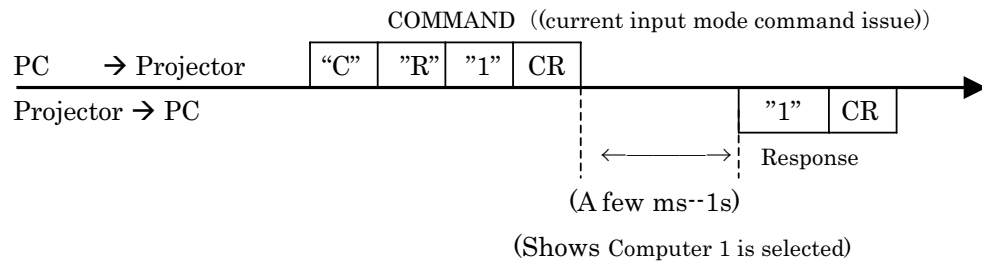 COMMAND ((current input mode command issue))
PC → Projector “C” ”R” ”1” CR
Projector → PC ”1” CR
←―――→ Response
(A few ms--1s)
(Shows Computer 1 is selected)